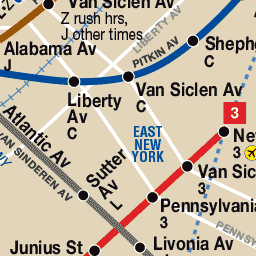 Van Siclen Av
Z rush hrs,
J other times
Alabama Av
J
LIBERTY AV
PITKIN AV
C
Van Siclen Av
C
Liberty
Av
C
3
Atlantic Av
VAN SINDEREN AV
EAST
NEW
YORK
Sutter
Av
L
3
Van Sic
3
Pennsylvania
3
PENNSY
Junius St
Livonia Av